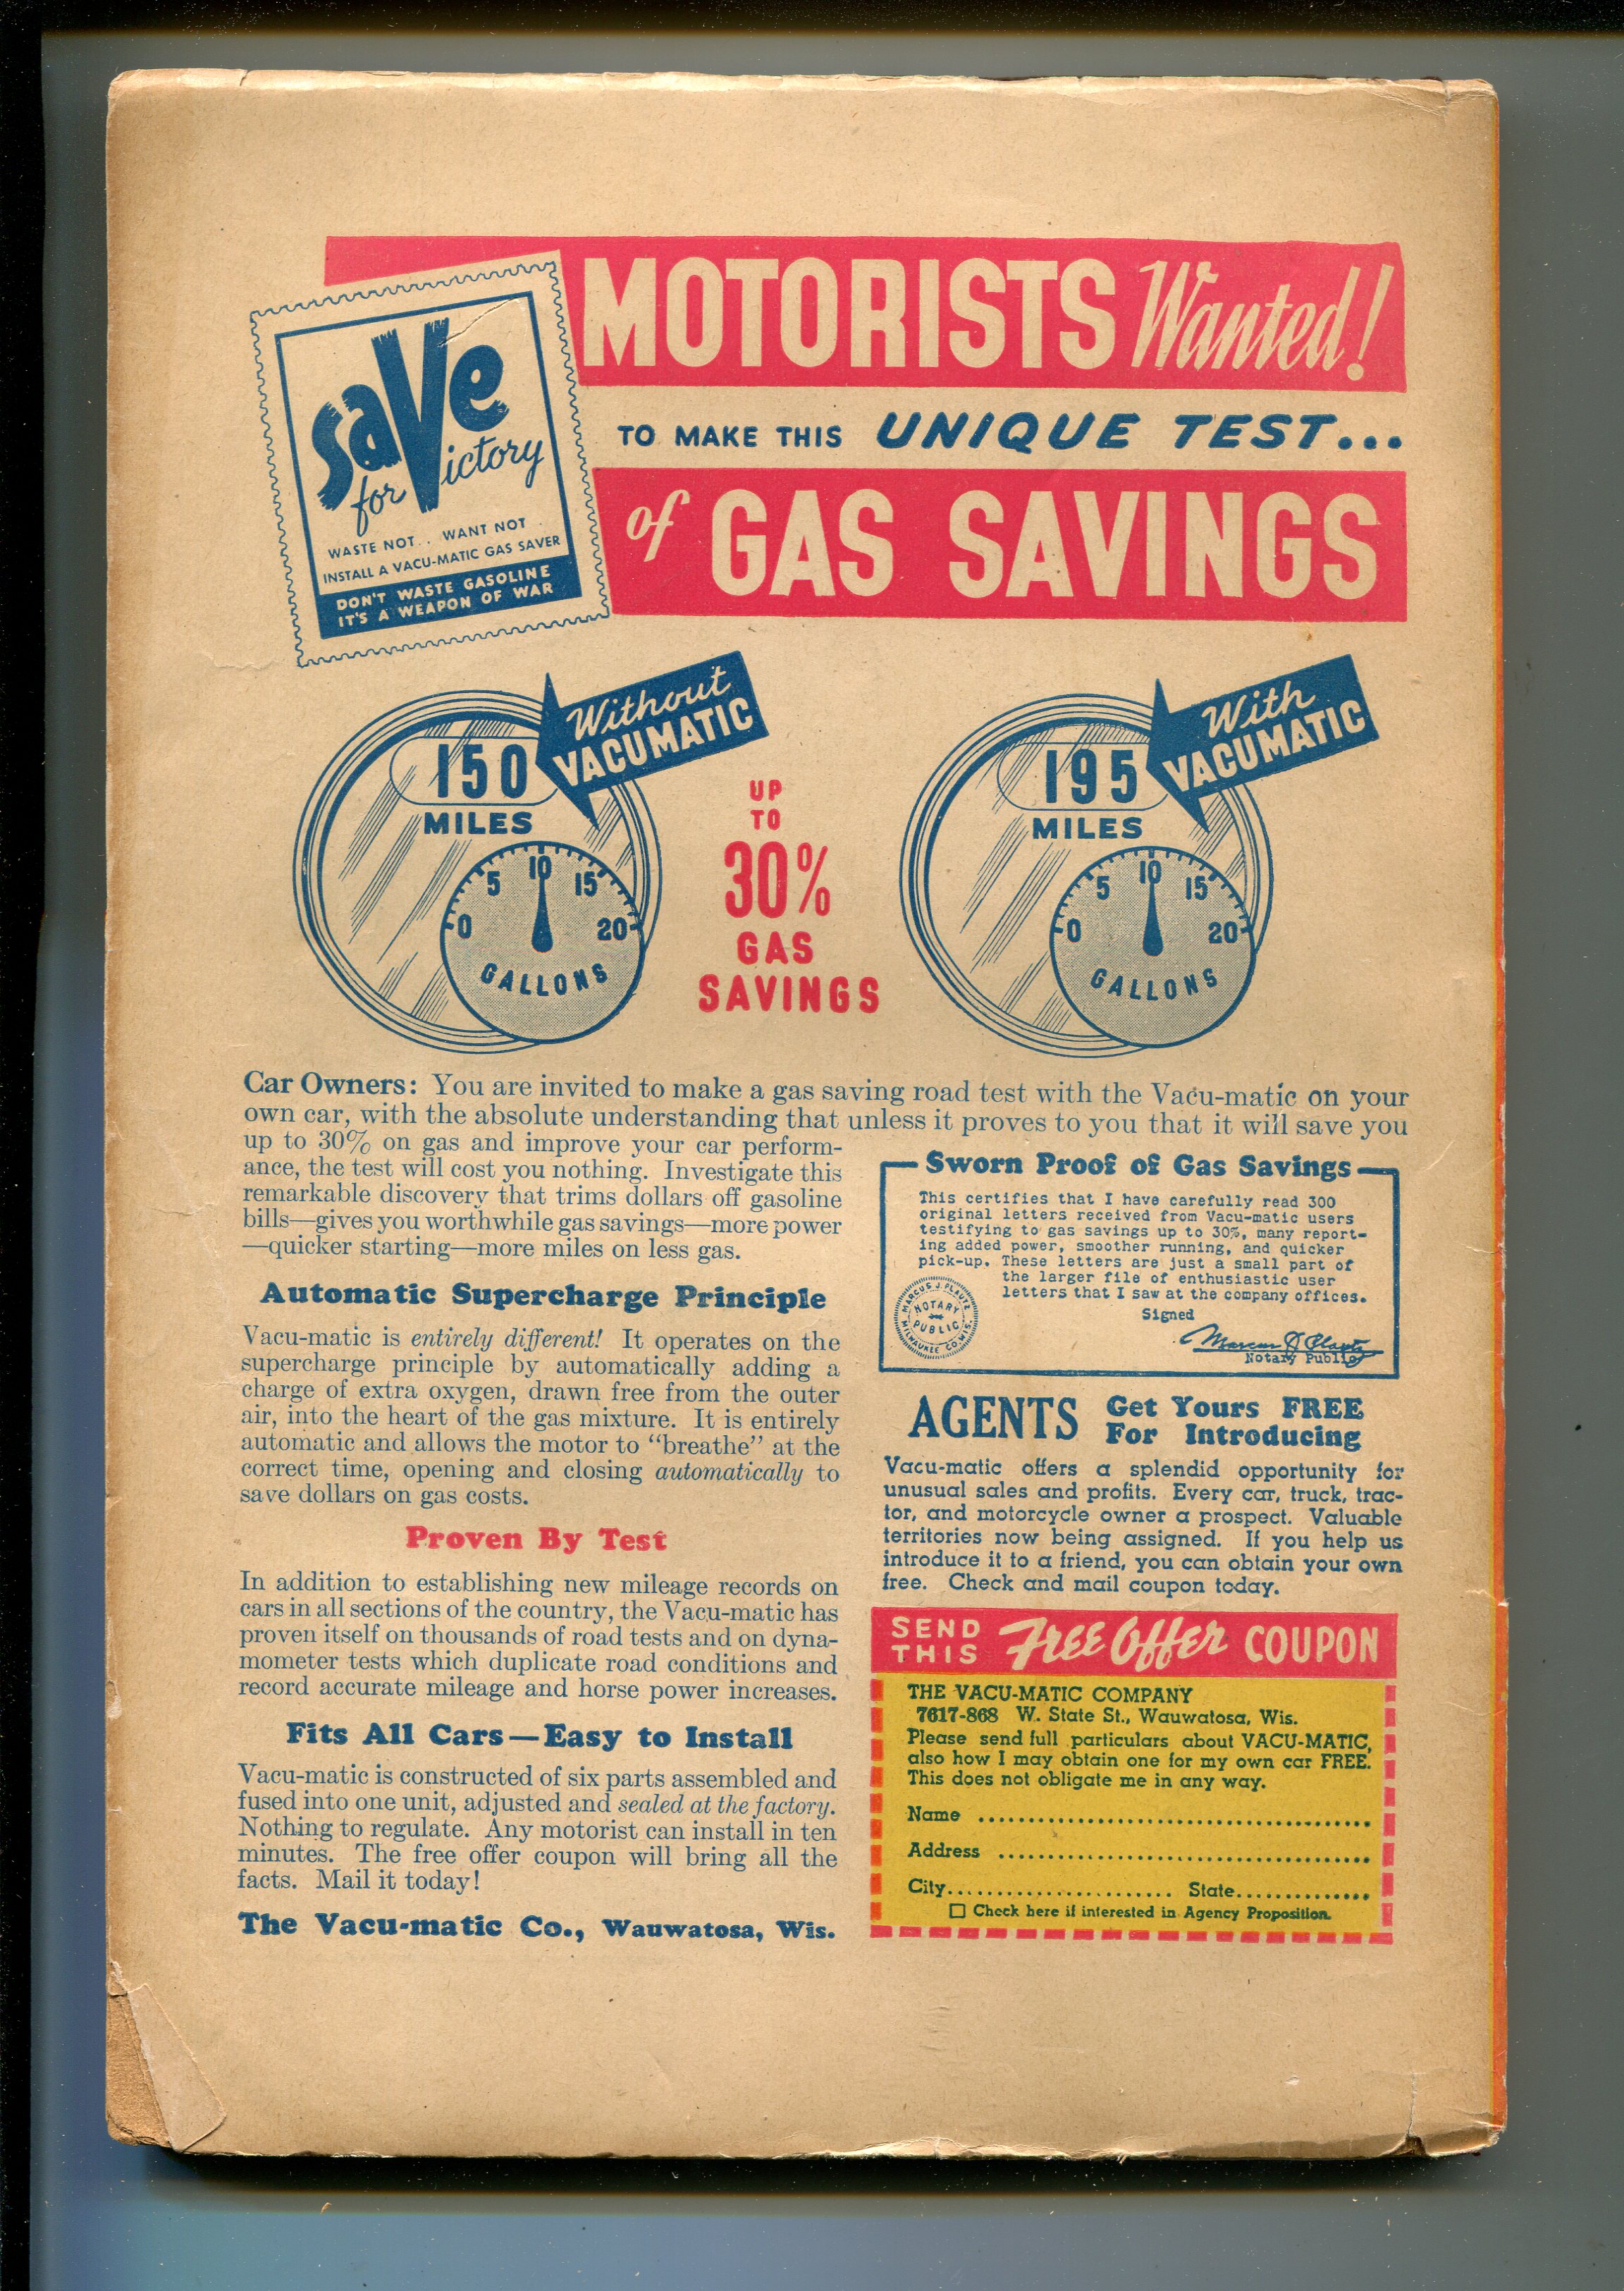 MOTORISTS Wanted!
TO MAKE THIS UNIQUE TEST...
of GAS SAVINGS
saVe
for Victory
WASTE NOT.. WANT NOT
INSTALL A VACU-MATIC GAS SAVER
DON'T WASTE GASOLINE
IT'S A WEAPON OF WAR
Without
VACUMATIC
150
MILES
0 5 10 15 20
GALLONS
UP
TO
30%
GAS
SAVINGS
With
VACUMATIC
195
MILES
0 5 10 15 20
GALLONS
Car Owners: You are invited to make a gas saving road test with the Vacu-matic on your
own car, with the absolute understanding that unless it proves to you that it will save you
up to 30% on gas and improve your car perform-
ance, the test will cost you nothing. Investigate this
remarkable discovery that trims dollars off gasoline
bills—gives you worthwhile gas savings—more power
—quicker starting—more miles on less gas.
Automatic Supercharge Principle
Vacu-matic is entirely different! It operates on the
supercharge principle by automatically adding a
charge of extra oxygen, drawn free from the outer
air, into the heart of the gas mixture. It is entirely
automatic and allows the motor to “breathe” at the
correct time, opening and closing automatically to
save dollars on gas costs.
Proven By Test
In addition to establishing new mileage records on
cars in all sections of the country, the Vacu-matic has
proven itself on thousands of road tests and on dyna-
mometer tests which duplicate road conditions and
record accurate mileage and horse power increases.
Fits All Cars—Easy to Install
Vacu-matic is constructed of six parts assembled and
fused into one unit, adjusted and sealed at the factory.
Nothing to regulate. Any motorist can install in ten
minutes. The free offer coupon will bring all the
facts. Mail it today!
The Vacu-matic Co., Wauwatosa, Wis.
Sworn Proof of Gas Savings
This certifies that I have carefully read 300
original letters received from Vacu-matic users
testifying to gas savings up to 30%, many report-
ing added power, smoother running, and quicker
pick-up. These letters are just a small part of
the larger file of enthusiastic user
letters that I saw at the company offices.
MARCUS J. PLAUTZ
NOTARY
PUBLIC
MILWAUKEE CO. WIS.
Signed
Marcus J Plautz
Notary Public
AGENTS Get Yours FREE
For Introducing
Vacu-matic offers a splendid opportunity for
unusual sales and profits. Every car, truck, trac-
tor, and motorcycle owner a prospect. Valuable
territories now being assigned. If you help us
introduce it to a friend, you can obtain your own
free. Check and mail coupon today.
SEND THIS Free Offer COUPON
THE VACU-MATIC COMPANY
7617-868 W. State St., Wauwatosa, Wis.
Please send full particulars about VACU-MATIC,
also how I may obtain one for my own car FREE.
This does not obligate me in any way.
Name
Address
City State
Check here if interested in Agency Proposition.